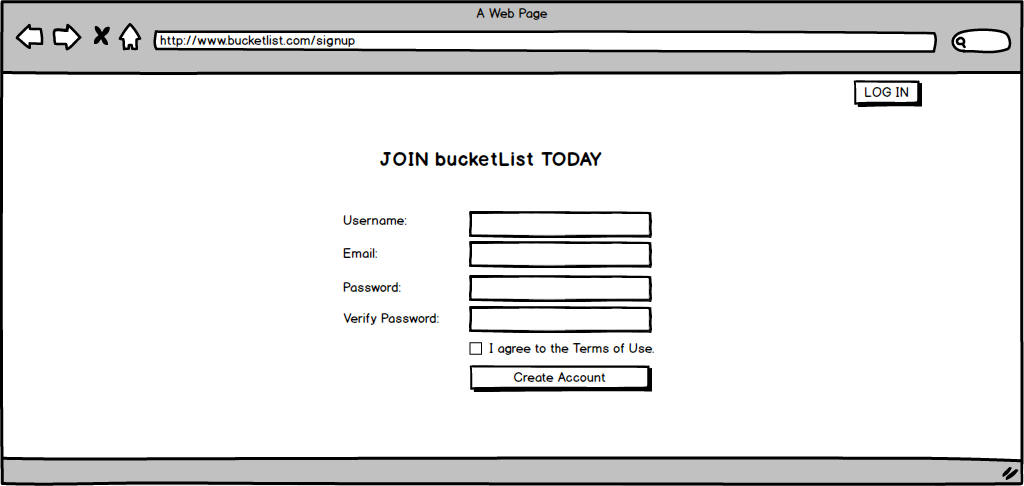 A Web Page
http://www.bucketlist.com/signup
LOG IN
JOIN bucketList TODAY
Username:
Email:
Password:
Verify Password:
I agree to the Terms of Use.
Create Account